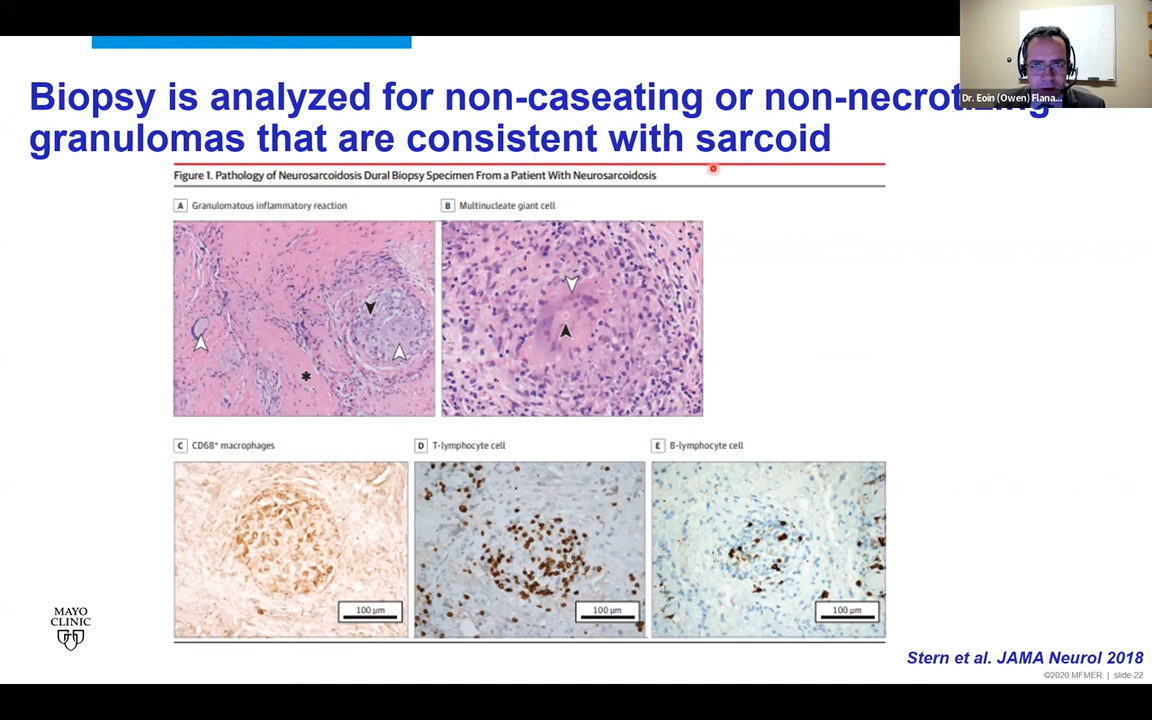 Dr. Eoin (Owen) Flana...
Biopsy is analyzed for non-caseating or non-necrotizing
granulomas that are consistent with sarcoid
Figure 1. Pathology of Neurosarcoidosis Dural Biopsy Specimen From a Patient With Neurosarcoidosis
A Granulomatous inflammatory reaction
B Multinucleate giant cell
*
C CD68+ macrophages
D T-lymphocyte cell
E B-lymphocyte cell
100 μm
100 μm
100 μm
MAYO
CLINIC
Stern et al. JAMA Neurol 2018
©2020 MFMER | slide-22